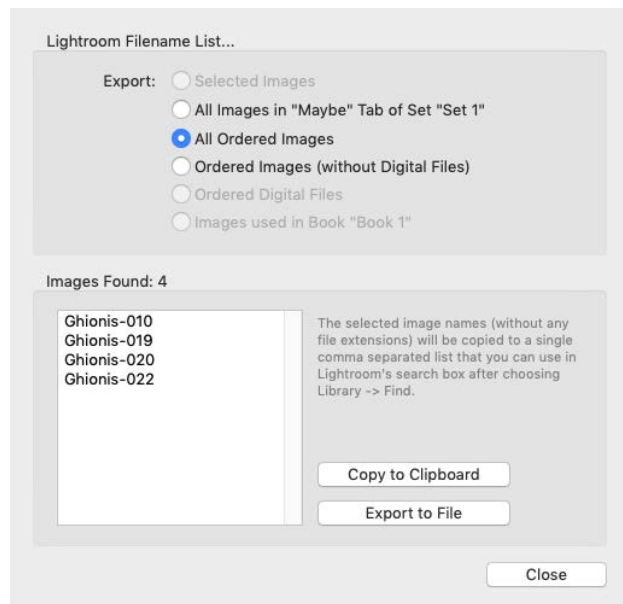 Lightroom Filename List...
Export:
Selected Images
All Images in "Maybe" Tab of Set "Set 1"
All Ordered Images
Ordered Images (without Digital Files)
Ordered Digital Files
Images used in Book "Book 1"
Images Found: 4
Ghionis-010
Ghionis-019
Ghionis-020
Ghionis-022
The selected image names (without any
file extensions) will be copied to a single
comma separated list that you can use in
Lightroom's search box after choosing
Library -> Find.
Copy to Clipboard
Export to File
Close